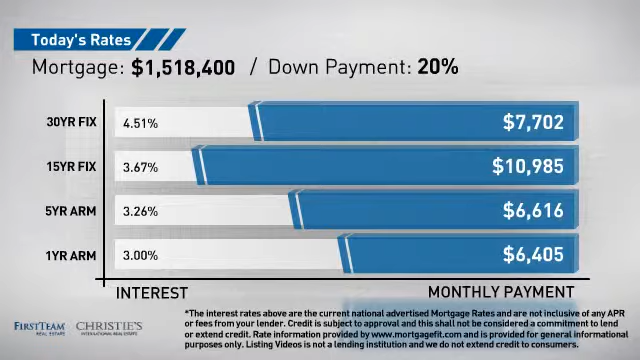 Today's Rates
Mortgage: $1,518,400 / Down Payment: 20%
30YR FIX 4.51% $7,702
15YR FIX 3.67% $10,985
5YR ARM 3.26% $6,616
1YR ARM 3.00% $6,405
INTEREST MONTHLY PAYMENT
FIRSTTEAM REAL ESTATE CHRISTIE'S INTERNATIONAL REAL ESTATE
*The interest rates above are the current national advertised Mortgage Rates and are not inclusive of any APR
or fees from your lender. Credit is subject to approval and this shall not be considered a commitment to lend
or extend credit. Rate information provided by www.mortgagefit.com and is provided for general informational
purposes only. Listing Videos is not a lending institution and we do not extend credit to consumers.